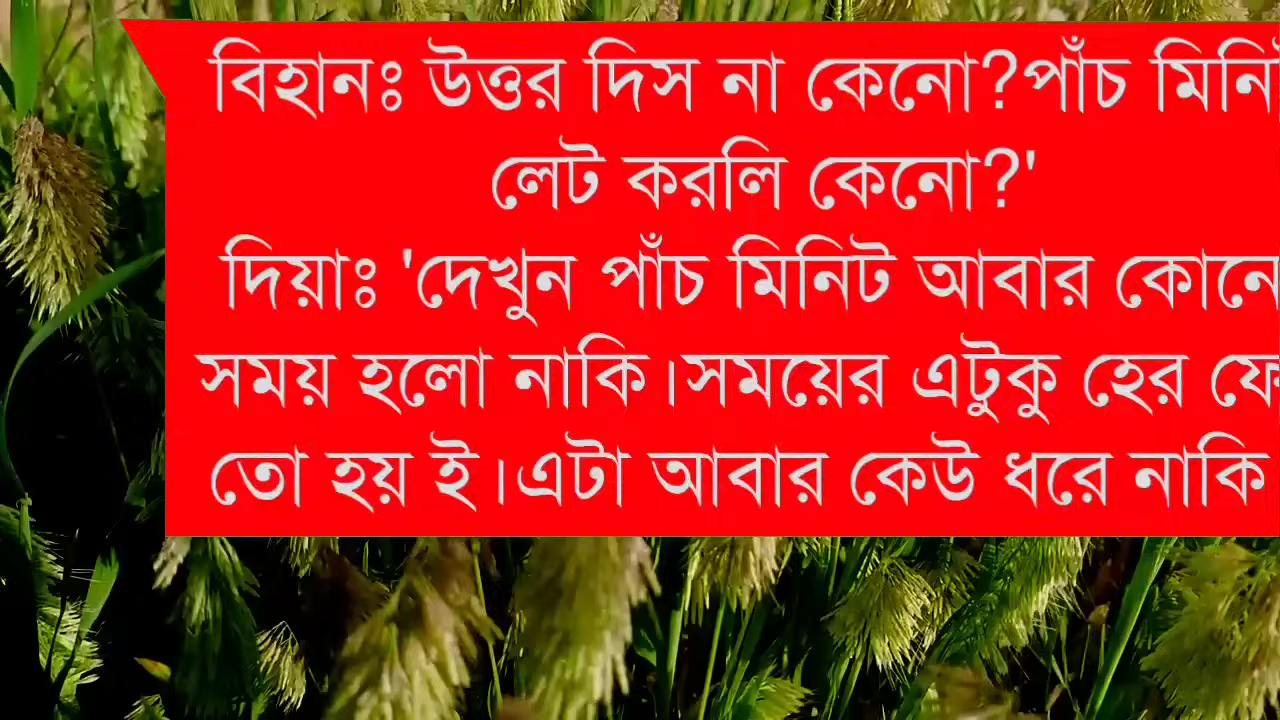 বিহানঃ উত্তর দিস না কেনো?পাঁচ
লেট করলি কেনো?'
দিয়াঃ 'দেখুন পাঁচ মিনিট আবার
সময় হলো নাকি।সময়ের এটুকু হের
তো হয় ই।এটা আবার কেউ ধরে নাকি